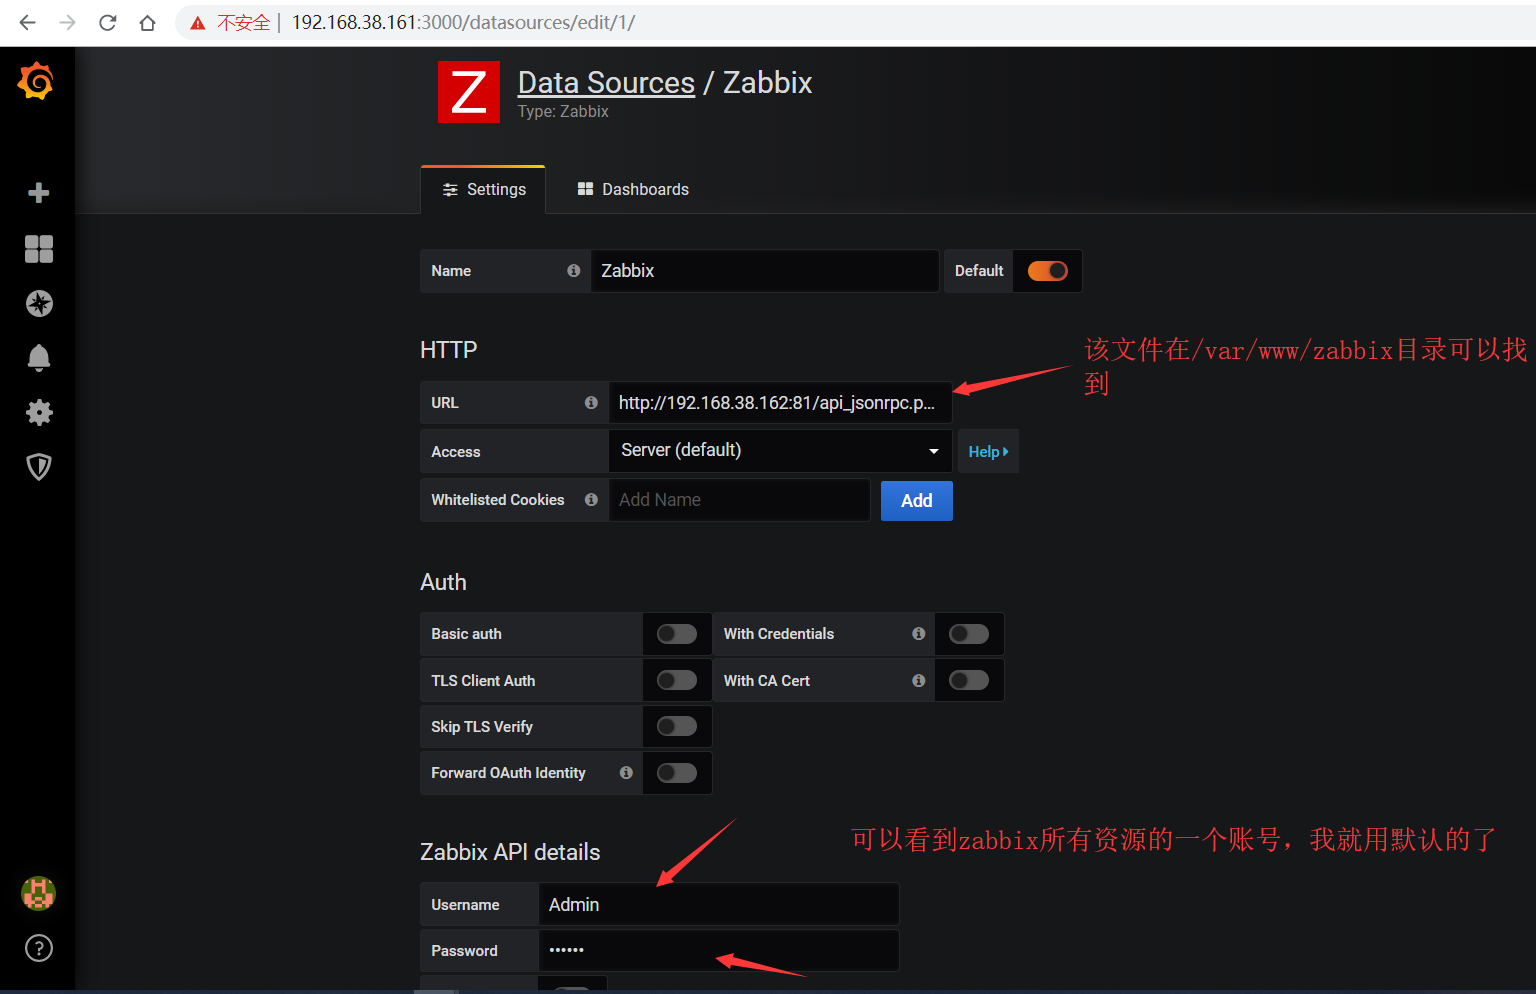 不安全 | 192.168.38.161:3000/datasources/edit/1/
Z
Data Sources / Zabbix
Type: Zabbix
Settings
Dashboards
Name
Zabbix
Default
HTTP
该文件在/var/www/zabbix目录可以找
到
URL
http://192.168.38.162:81/api_jsonrpc.p...
Access
Server (default)
Help
Whitelisted Cookies
Add Name
Add
Auth
Basic auth
With Credentials
TLS Client Auth
With CA Cert
Skip TLS Verify
Forward OAuth Identity
可以看到zabbix所有资源的一个账号，我就用默认的了
Zabbix API details
Username
Admin
Password
••••••